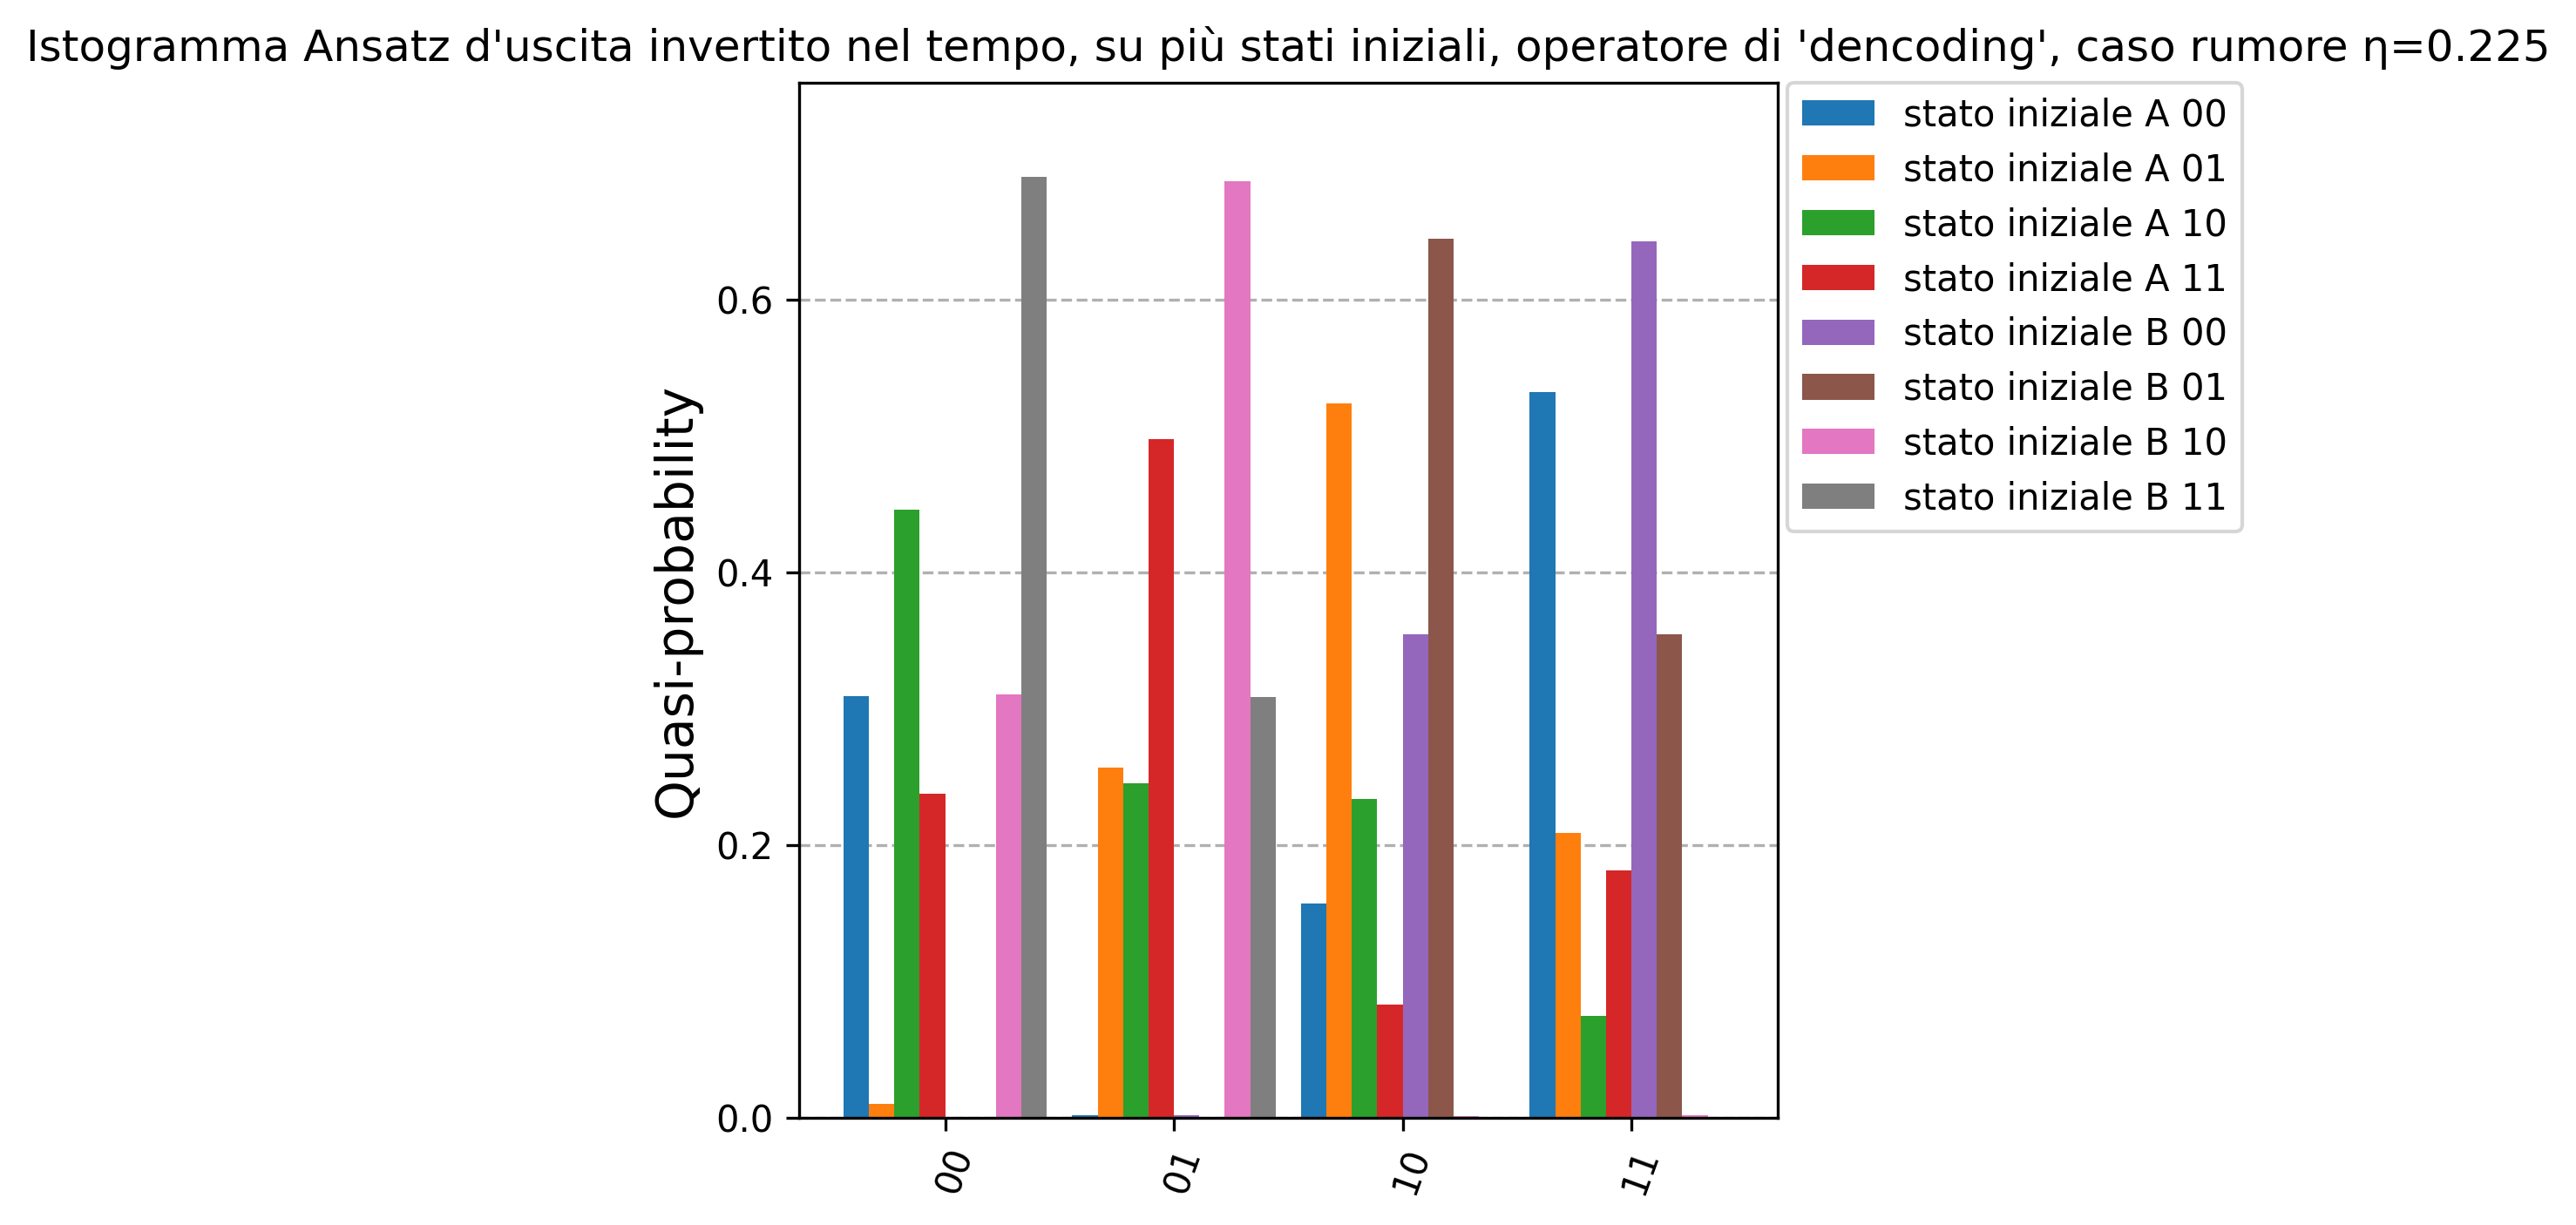 Istogramma Ansatz d'uscita invertito nel tempo, su più stati iniziali, operatore di 'dencoding', caso rumore η=0.225
stato iniziale A 00
stato iniziale A 01
stato iniziale A 10
stato iniziale A 11
stato iniziale B 00
stato iniziale B 01
stato iniziale B 10
stato iniziale B 11
Quasi-probability
0.6
0.4
0.2
0.0
00
01
10
11